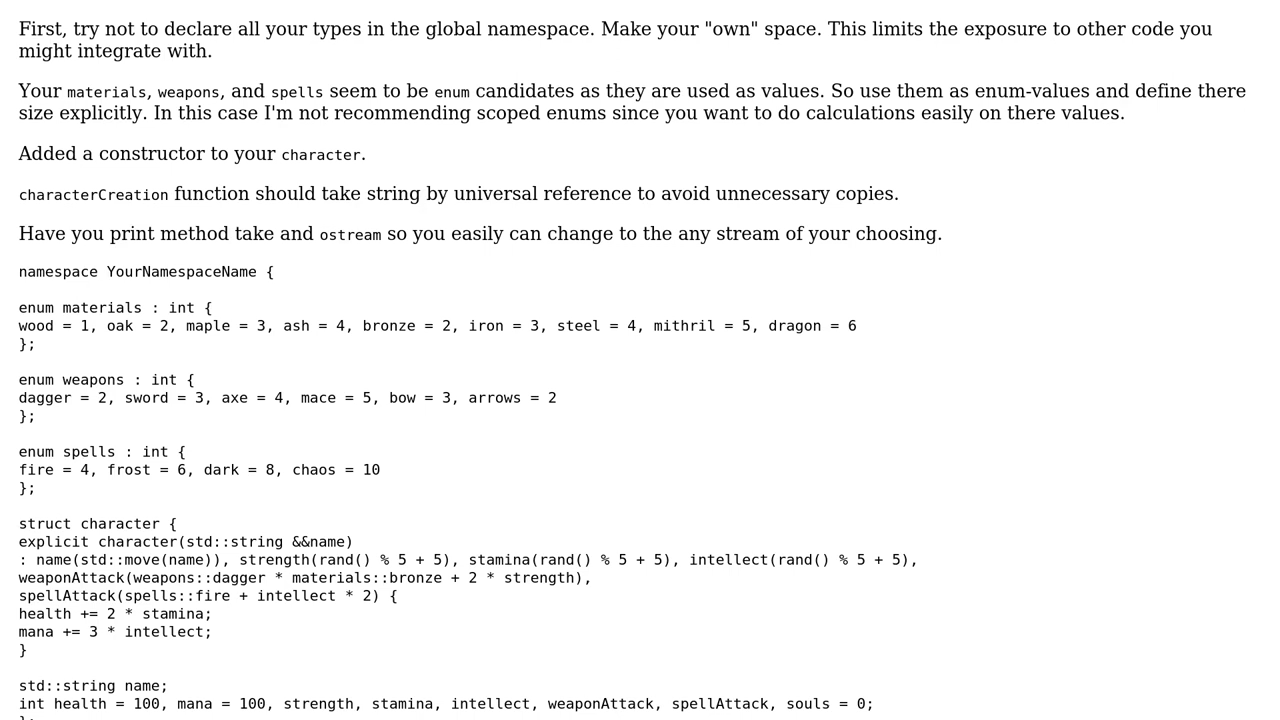 First, try not to declare all your types in the global namespace. Make your "own" space. This limits the exposure to other code you
might integrate with.
Your materials, weapons, and spells seem to be enum candidates as they are used as values. So use them as enum-values and define there
size explicitly. In this case I'm not recommending scoped enums since you want to do calculations easily on there values.
Added a constructor to your character.
characterCreation function should take string by universal reference to avoid unnecessary copies.
Have you print method take and ostream so you easily can change to the any stream of your choosing.
namespace YourNamespaceName {
enum materials : int {
wood = 1, oak = 2, maple = 3, ash = 4, bronze = 2, iron = 3, steel = 4, mithril = 5, dragon = 6
};
enum weapons : int {
dagger = 2, sword = 3, axe = 4, mace = 5, bow = 3, arrows = 2
};
enum spells : int {
fire = 4, frost = 6, dark = 8, chaos = 10
};
struct character {
explicit character(std::string &&name)
: name(std::move(name)), strength(rand() % 5 + 5), stamina(rand() % 5 + 5), intellect(rand() % 5 + 5),
weaponAttack(weapons::dagger * materials::bronze + 2 * strength),
spellAttack(spells::fire + intellect * 2) {
health += 2 * stamina;
mana += 3 * intellect;
}
std::string name;
int health = 100, mana = 100, strength, stamina, intellect, weaponAttack, spellAttack, souls = 0;
};